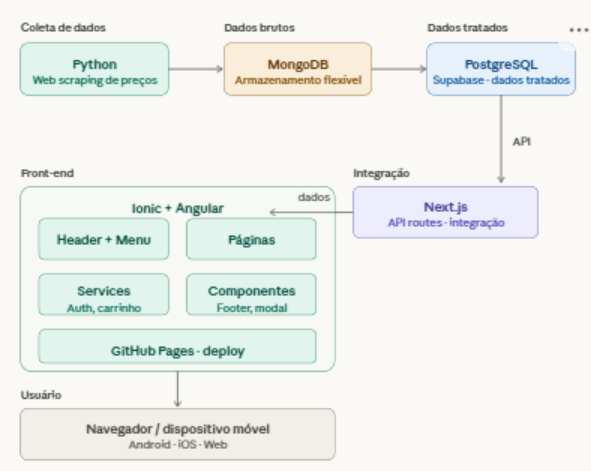 Coleta de dados
Dados brutos
Dados tratados
Python
Web scraping de preços
MongoDB
Armazenamento flexível
PostgreSQL
Supabase · dados tratados
API
Front-end
Integração
Ionic + Angular
dados
Next.js
API routes · integração
Header + Menu
Páginas
Services
Auth, carrinho
Componentes
Footer, modal
GitHub Pages · deploy
Usuário
Navegador / dispositivo móvel
Android · iOS · Web